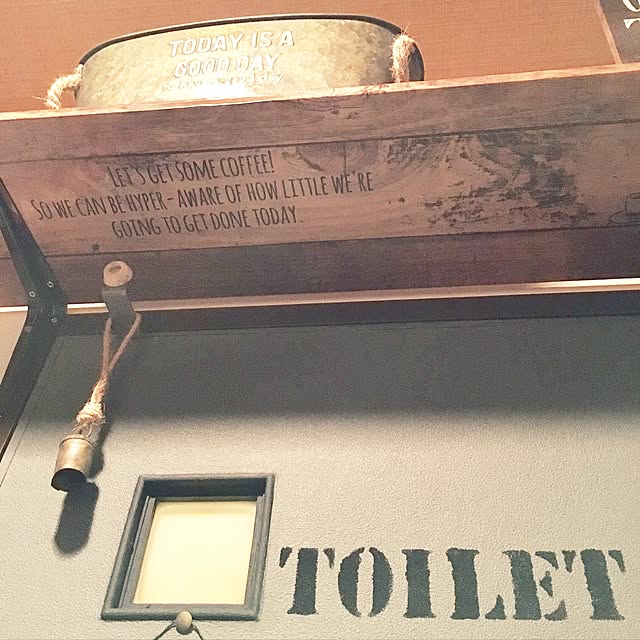 TODAY IS A
GOOD DAY
LET'S GET SOME COFFEE!
SO WE CAN BE HYPER-AWARE OF HOW LITTLE WE'RE
GOING TO GET DONE TODAY.
TOILET